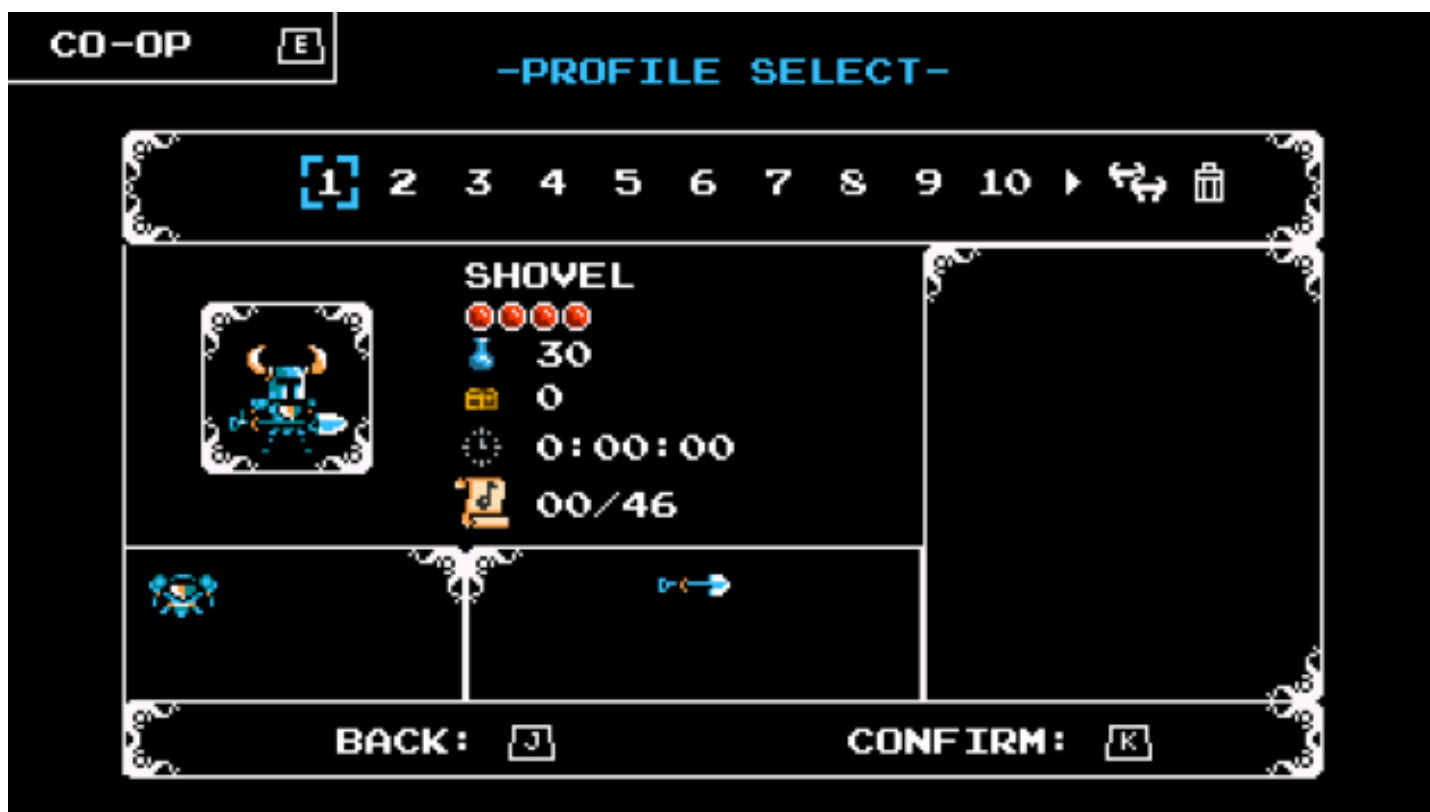 CO-OP E
-PROFILE SELECT-
1 2 3 4 5 6 7 8 9 10
SHOVEL
30
0
0:00:00
00/46
BACK: J CONFIRM: K